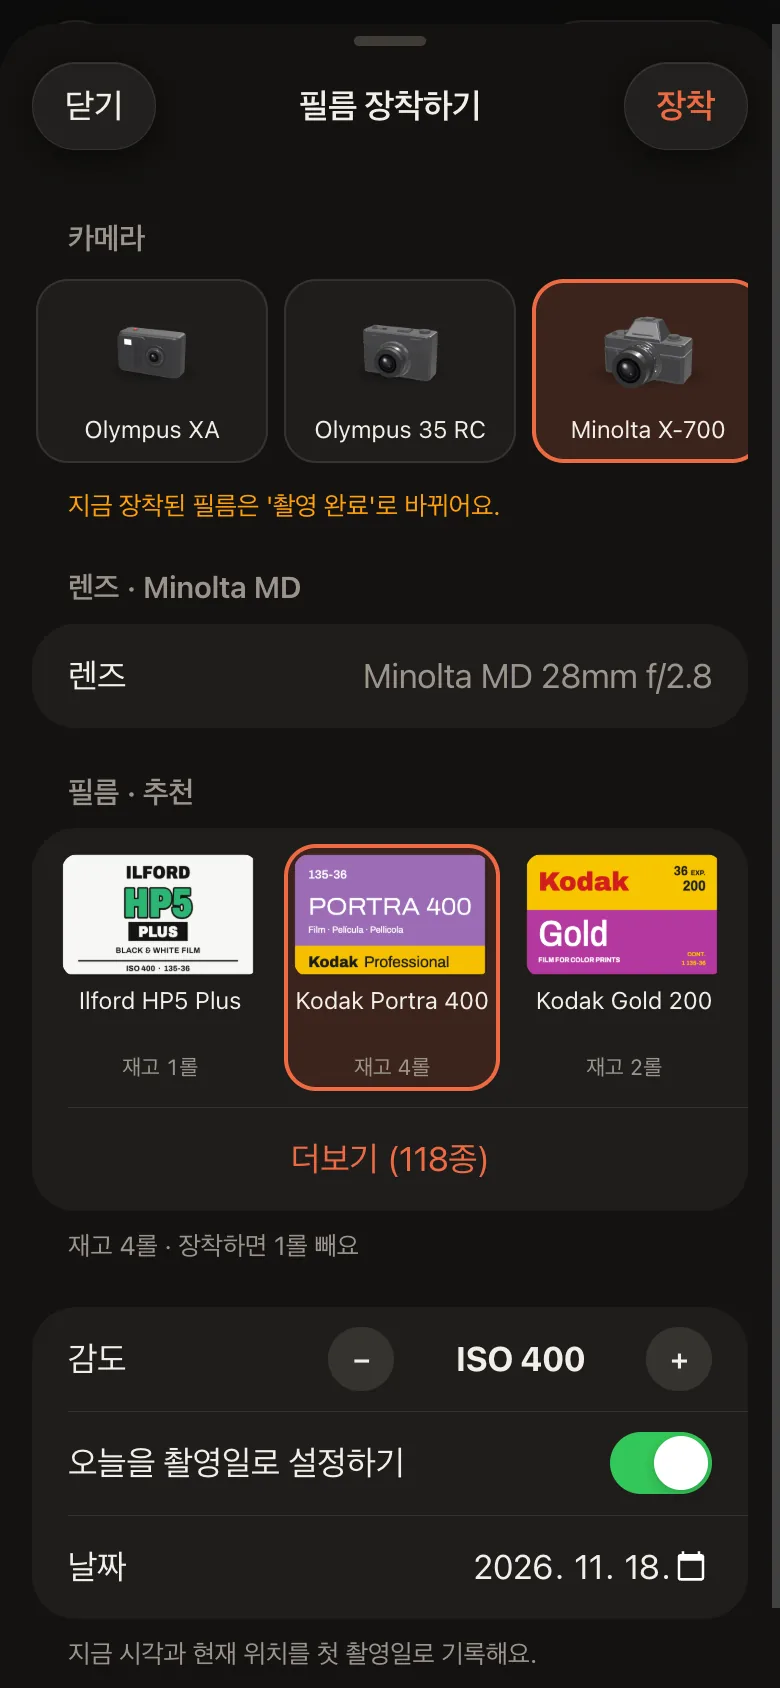 닫기
필름 장착하기
장착
카메라
Olympus XA
Olympus 35 RC
Minolta X-700
지금 장착된 필름은 '촬영 완료'로 바뀌어요.
렌즈 · Minolta MD
렌즈
Minolta MD 28mm f/2.8
필름 · 추천
ILFORD
HP5
PLUS
BLACK & WHITE FILM
ISO 400 · 135-36
Ilford HP5 Plus
재고 1롤
135-36
PORTRA 400
Film · Película · Pellicola
Kodak Professional
Kodak Portra 400
재고 4롤
Kodak
36 EXP.
200
Gold
FILM FOR COLOR PRINTS
CONT.
1 135-36
Kodak Gold 200
재고 2롤
더보기 (118종)
재고 4롤 · 장착하면 1롤 빼요
감도
−
ISO 400
+
오늘을 촬영일로 설정하기
날짜
2026. 11. 18.
지금 시각과 현재 위치를 첫 촬영일로 기록해요.